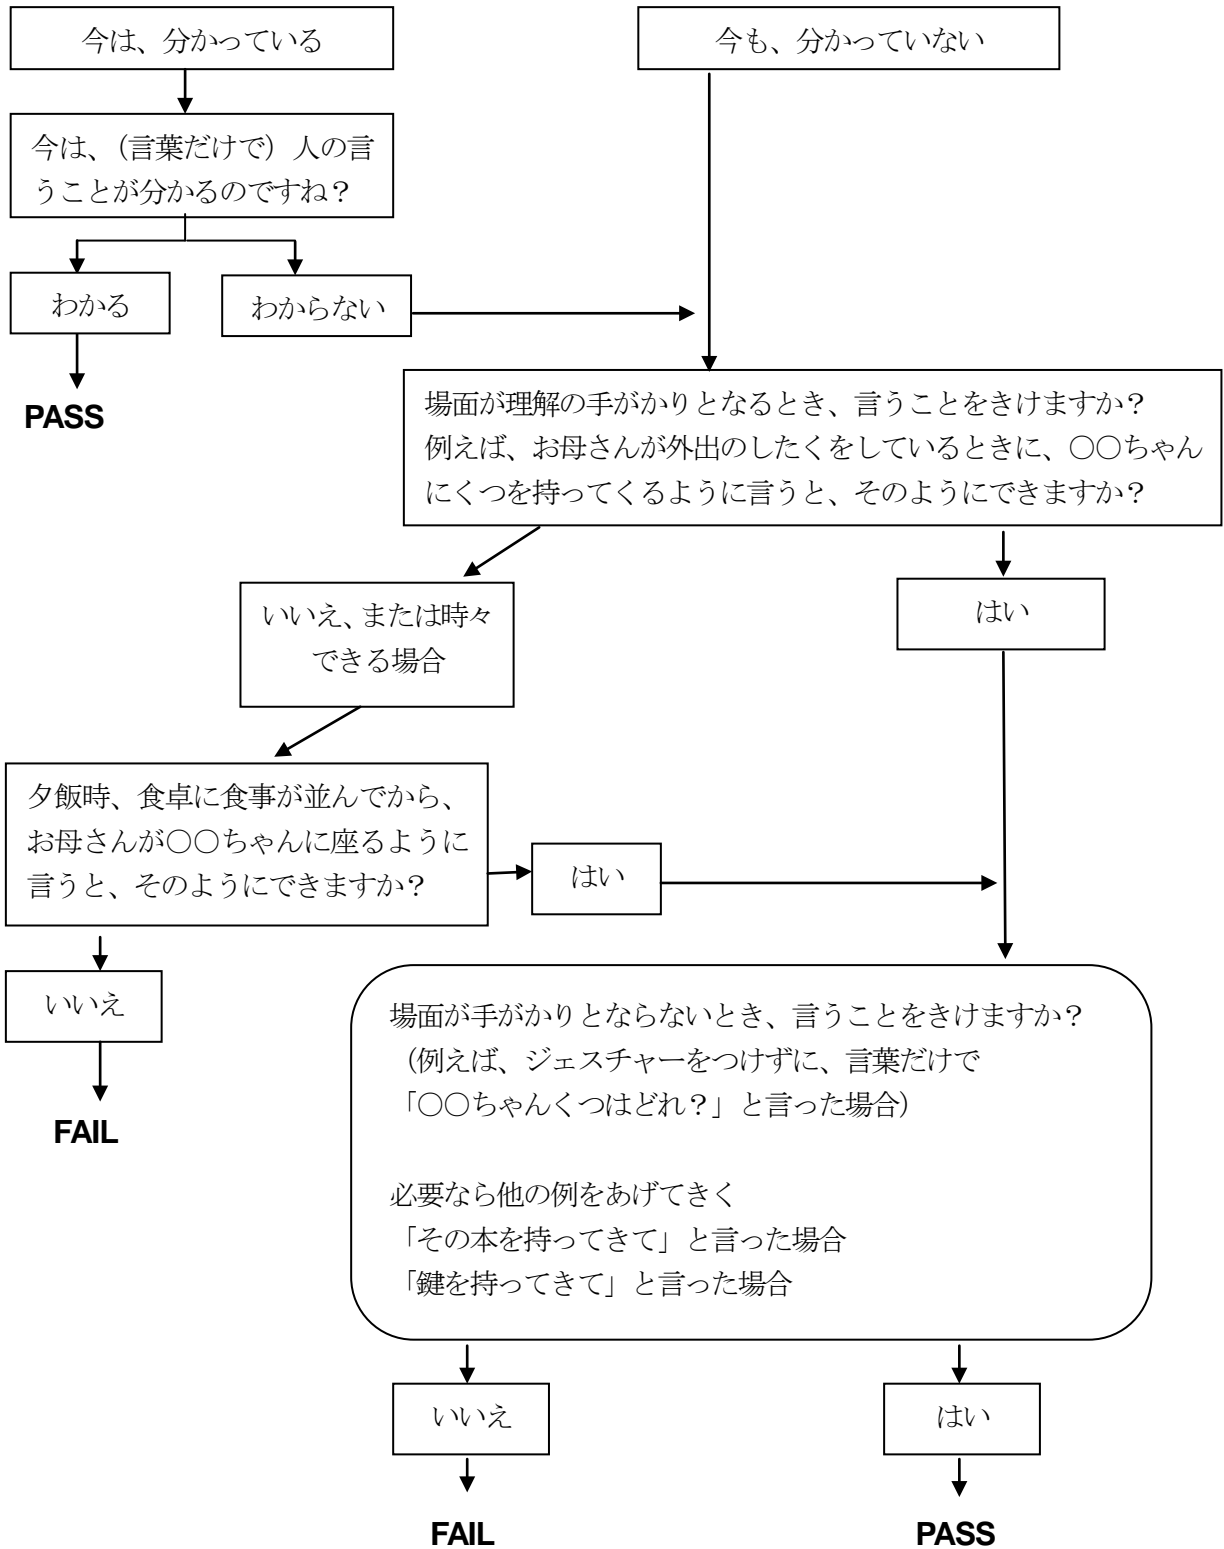 今は、分かっている
今も、分かっていない
今は、（言葉だけで）人の言
うことが分かるのですね？
わかる
わからない
PASS
場面が理解の手がかりとなるとき、言うことをきけますか？
例えば、お母さんが外出のしたくをしているときに、○○ちゃん
にくつを持ってくるように言うと、そのようにできますか？
いいえ、または時々
できる場合
はい
夕飯時、食卓に食事が並んでから、
お母さんが○○ちゃんに座るように
言うと、そのようにできますか？
はい
いいえ
FAIL
場面が手がかりとならないとき、言うことをきけますか？
（例えば、ジェスチャーをつけずに、言葉だけで
「○○ちゃんくつはどれ？」と言った場合）
必要なら他の例をあげてきく
「その本を持ってきて」と言った場合
「鍵を持ってきて」と言った場合
いいえ
はい
FAIL
PASS